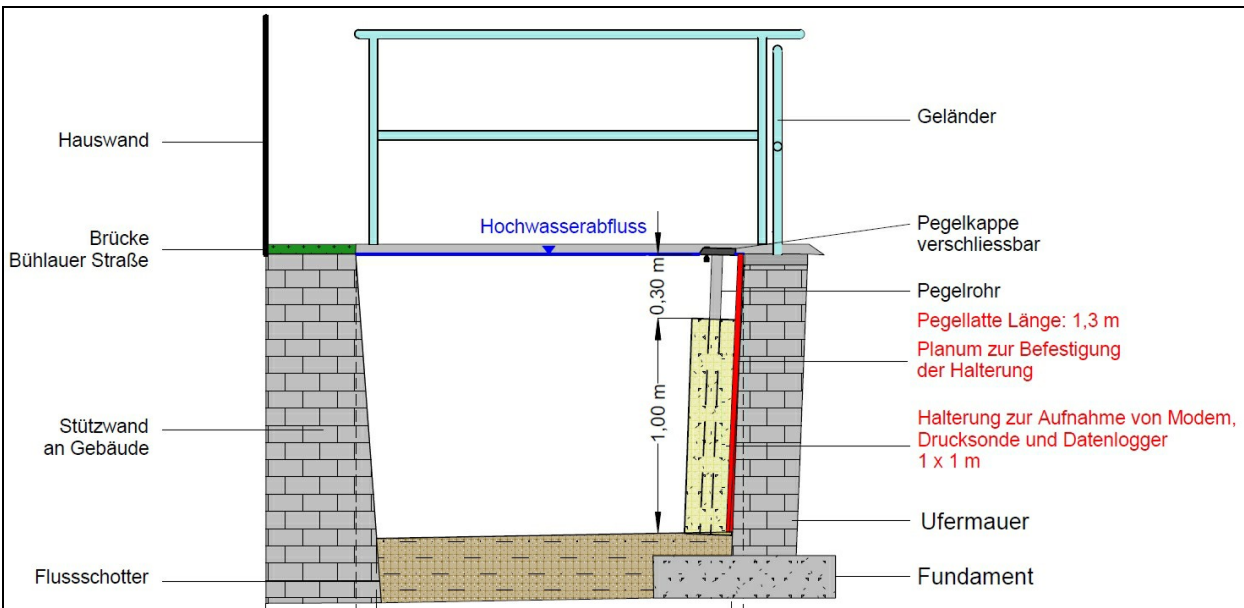 Hauswand
Brücke
Bühlauer Straße
Stützwand
an Gebäude
Flussschotter
Hochwasserabfluss
0,30 m
1,00 m
Geländer
Pegelkappe
verschliessbar
Pegelrohr
Pegellatte Länge: 1,3 m
Planum zur Befestigung
der Halterung
Halterung zur Aufnahme von Modem,
Drucksonde und Datenlogger
1 x 1 m
Ufermauer
Fundament